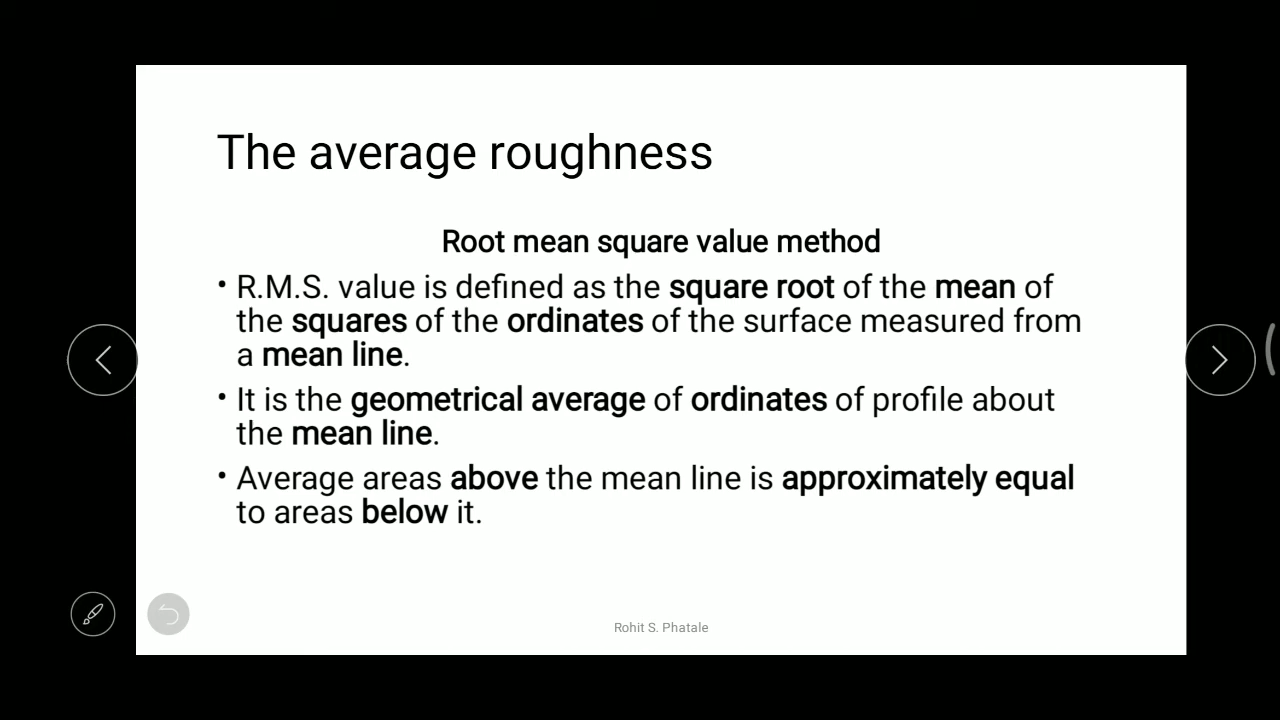 The average roughness
Root mean square value method
• R.M.S. value is defined as the square root of the mean of
the squares of the ordinates of the surface measured from
a mean line.
• It is the geometrical average of ordinates of profile about
the mean line.
• Average areas above the mean line is approximately equal
to areas below it.
Rohit S. Phatale